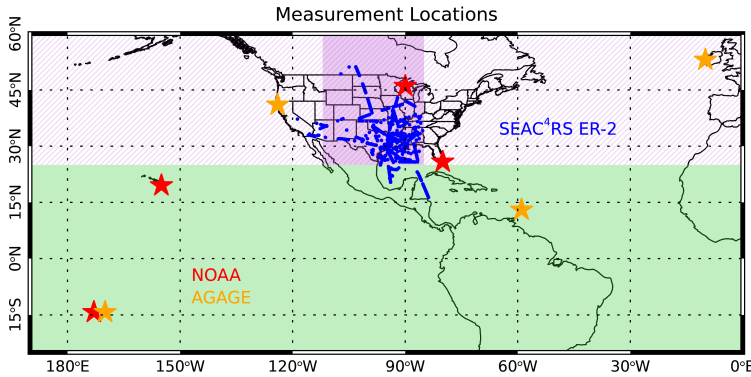 Measurement Locations
60°N
45°N
30°N
15°N
0°N
15°S
SEAC⁴RS ER-2
NOAA
AGAGE
180°E 150°W 120°W 90°W 60°W 30°W 0°E